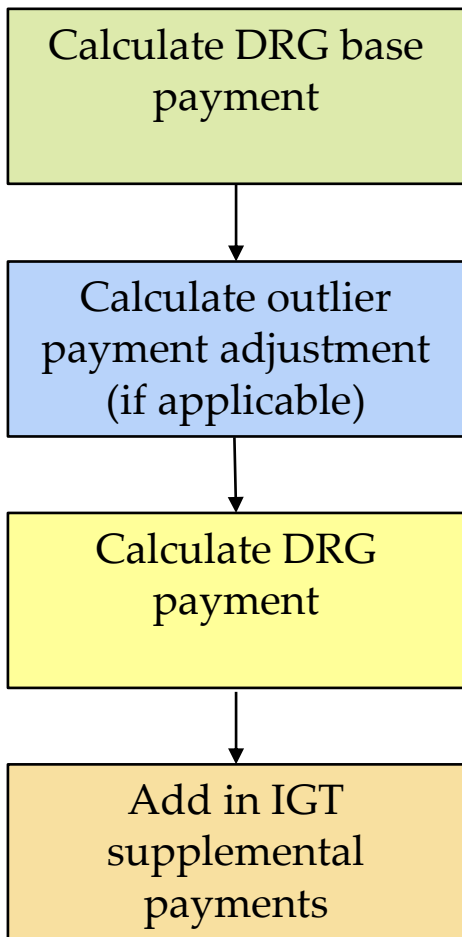 Calculate DRG base
payment
Calculate outlier
payment adjustment
(if applicable)
Calculate DRG
payment
Add in IGT
supplemental
payments